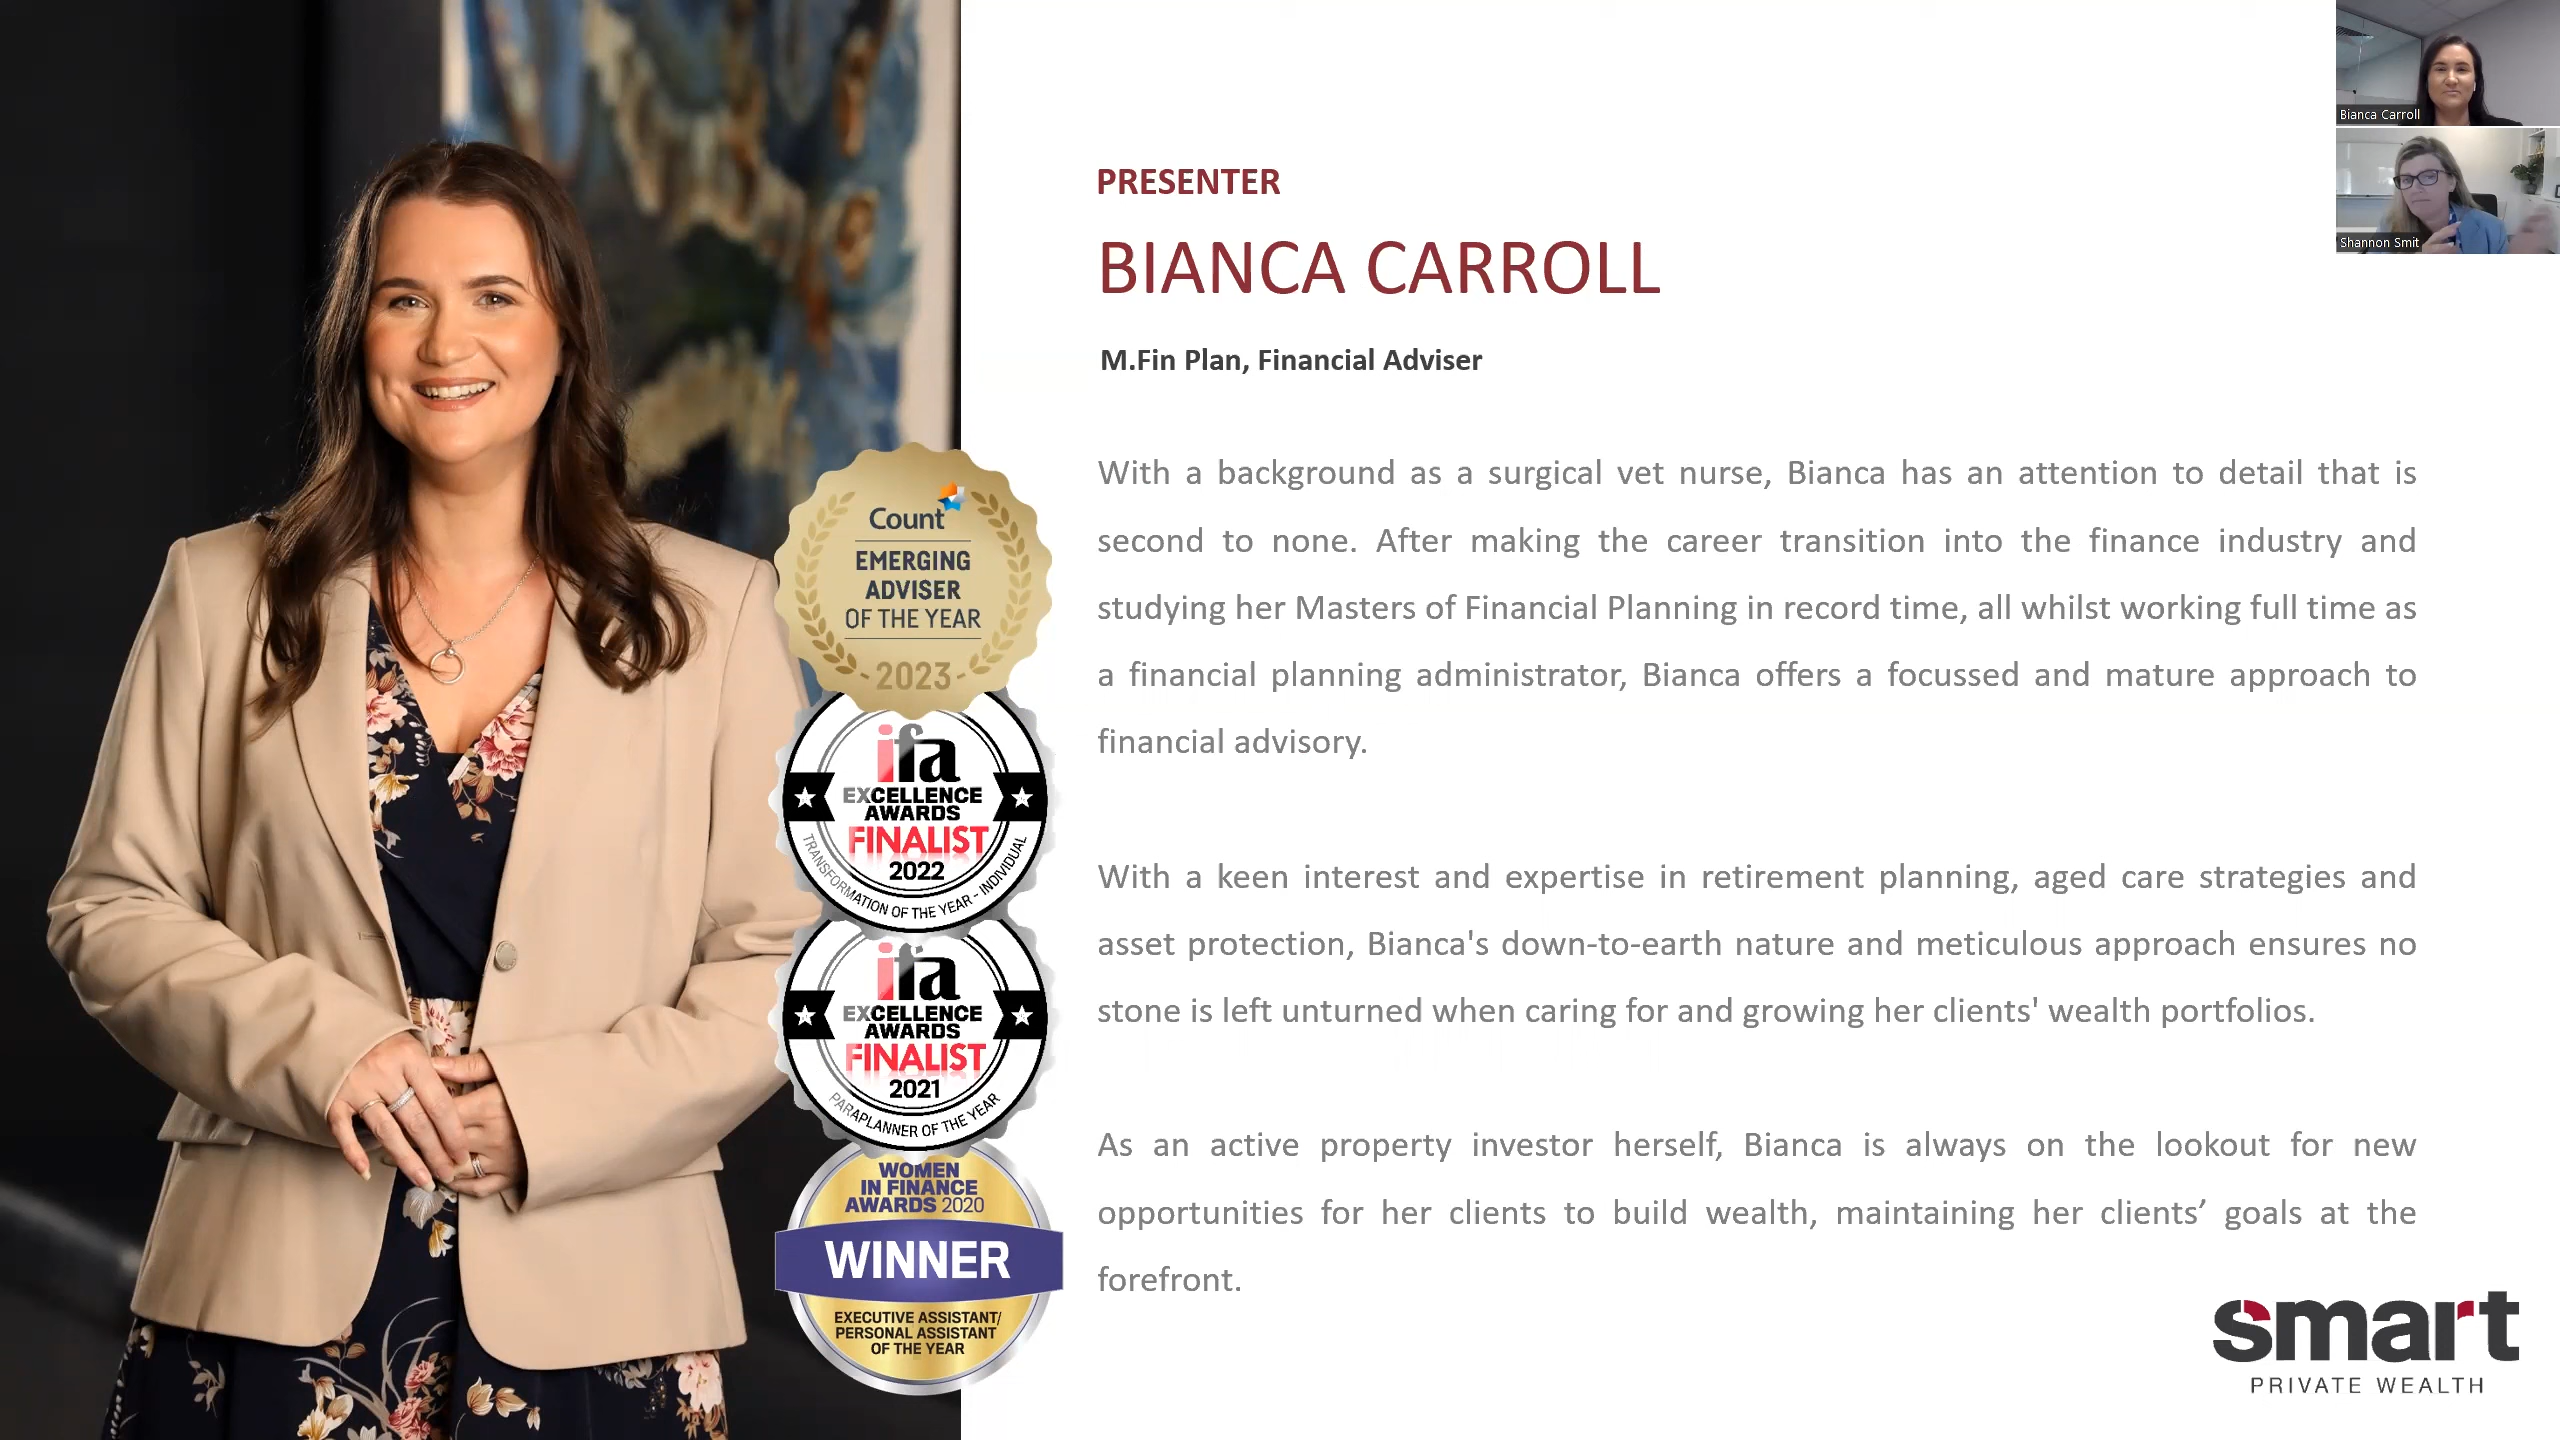 Bianca Carroll
Shannon Smit
PRESENTER
BIANCA CARROLL
M.Fin Plan, Financial Adviser
With a background as a surgical vet nurse, Bianca has an attention to detail that is
second to none. After making the career transition into the finance industry and
studying her Masters of Financial Planning in record time, all whilst working full time as
a financial planning administrator, Bianca offers a focussed and mature approach to
financial advisory.
With a keen interest and expertise in retirement planning, aged care strategies and
asset protection, Bianca's down-to-earth nature and meticulous approach ensures no
stone is left unturned when caring for and growing her clients' wealth portfolios.
As an active property investor herself, Bianca is always on the lookout for new
opportunities for her clients to build wealth, maintaining her clients’ goals at the
forefront.
Count
EMERGING
ADVISER
OF THE YEAR
2023
ifa
EXCELLENCE
AWARDS
FINALIST
2022
TRANSFORMATION OF THE YEAR - INDIVIDUAL
ifa
EXCELLENCE
AWARDS
FINALIST
2021
PARAPLANNER OF THE YEAR
WOMEN
IN FINANCE
AWARDS 2020
WINNER
EXECUTIVE ASSISTANT/
PERSONAL ASSISTANT
OF THE YEAR
smart
PRIVATE WEALTH